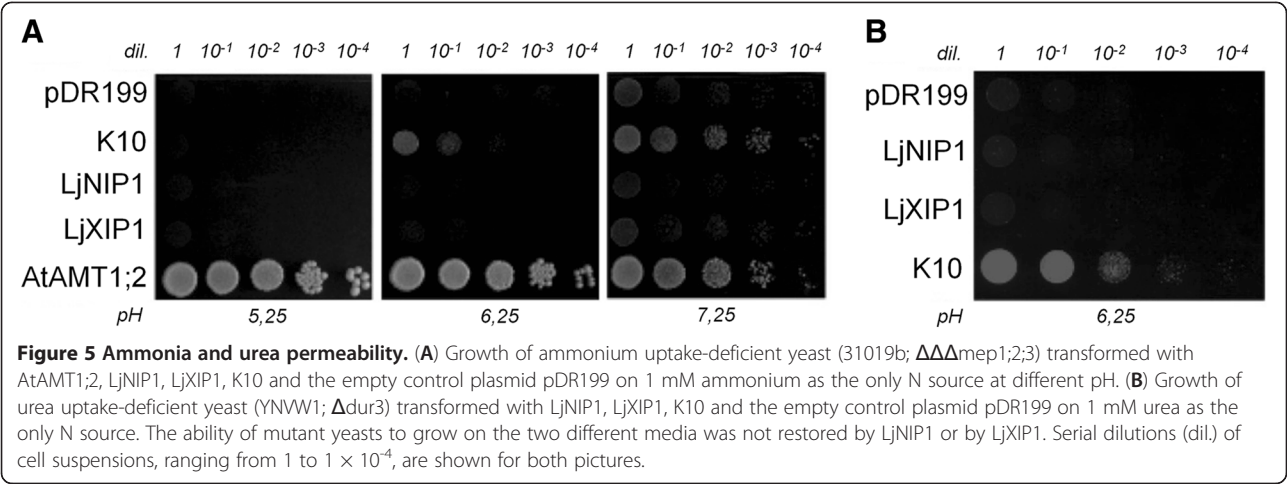 A
B
dil. 1 10⁻¹ 10⁻² 10⁻³ 10⁻⁴ 1 10⁻¹ 10⁻² 10⁻³ 10⁻⁴ 1 10⁻¹ 10⁻² 10⁻³ 10⁻⁴
pDR199
K10
LjNIP1
LjXIP1
AtAMT1;2
pH 5,25 6,25 7,25
dil. 1 10⁻¹ 10⁻² 10⁻³ 10⁻⁴
pDR199
LjNIP1
LjXIP1
K10
pH 6,25
Figure 5 Ammonia and urea permeability. (A) Growth of ammonium uptake-deficient yeast (31019b; ΔΔΔmep1;2;3) transformed with
AtAMT1;2, LjNIP1, LjXIP1, K10 and the empty control plasmid pDR199 on 1 mM ammonium as the only N source at different pH. (B) Growth of
urea uptake-deficient yeast (YNVW1; Δdur3) transformed with LjNIP1, LjXIP1, K10 and the empty control plasmid pDR199 on 1 mM urea as the
only N source. The ability of mutant yeasts to grow on the two different media was not restored by LjNIP1 or by LjXIP1. Serial dilutions (dil.) of
cell suspensions, ranging from 1 to 1 × 10⁻⁴, are shown for both pictures.